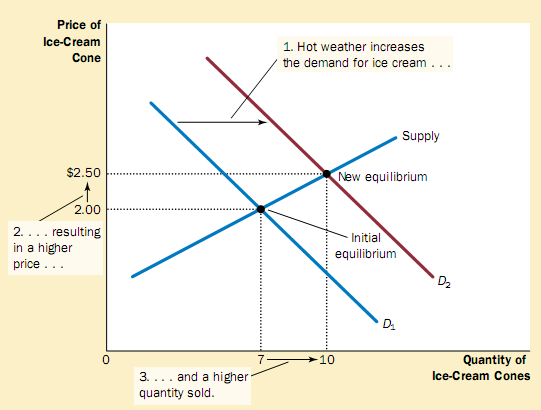 Price of
Ice-Cream
Cone
1. Hot weather increases
the demand for ice cream . . .
Supply
$2.50
New equilibrium
2.00
2. . . . resulting
in a higher
price . . .
Initial
equilibrium
D2
D1
0
7
10
Quantity of
Ice-Cream Cones
3. . . . and a higher
quantity sold.